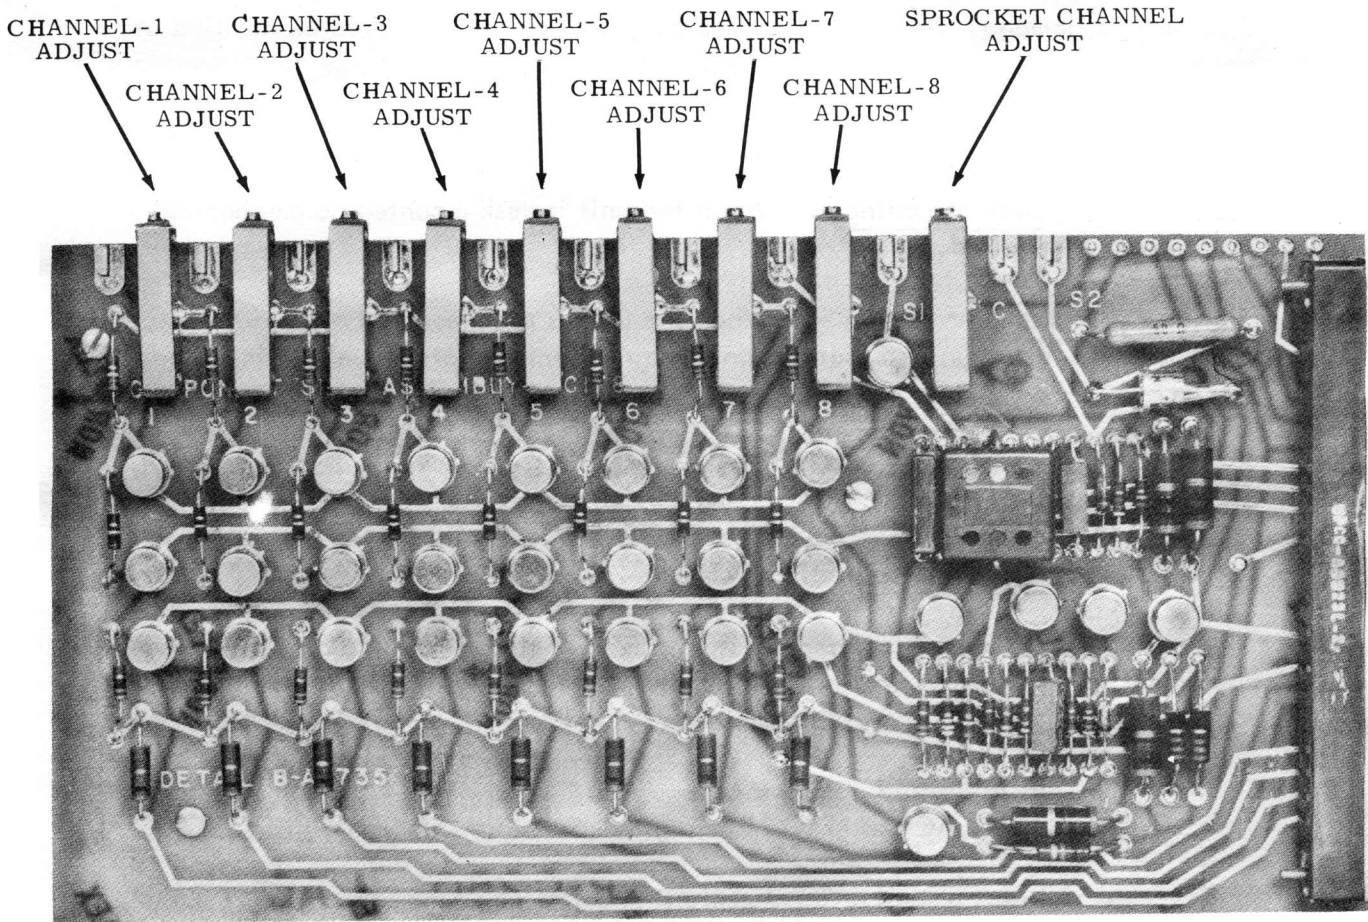 CHANNEL-1
ADJUST
CHANNEL-3
ADJUST
CHANNEL-5
ADJUST
CHANNEL-7
ADJUST
SPROCKET CHANNEL
ADJUST
CHANNEL-2
ADJUST
CHANNEL-4
ADJUST
CHANNEL-6
ADJUST
CHANNEL-8
ADJUST
S1
C
S2
1 2 3 4 5 6 7 8
DETAIL B-A 735